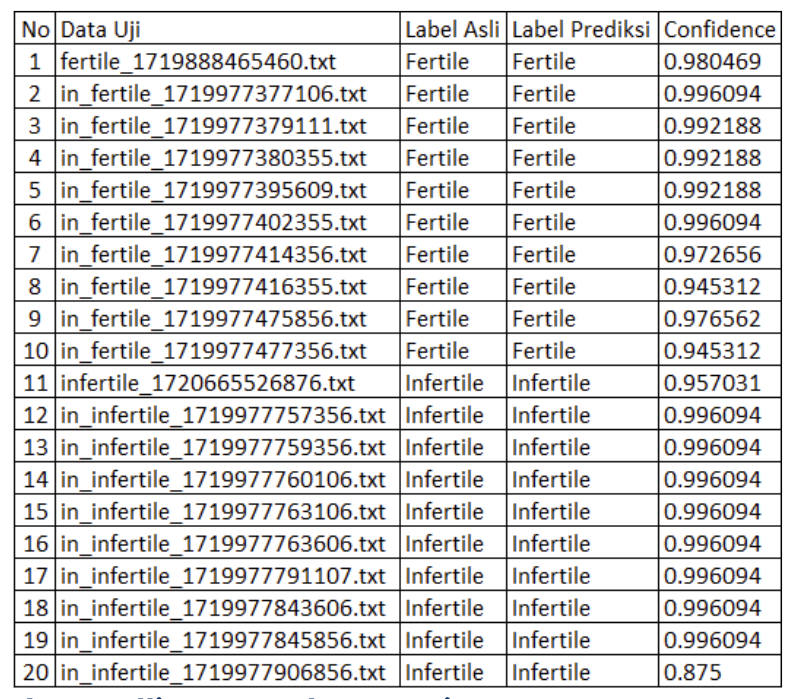 No Data Uji Label Asli Label Prediksi Confidence
1 fertile_1719888465460.txt Fertile Fertile 0.980469
2 in_fertile_1719977377106.txt Fertile Fertile 0.996094
3 in_fertile_1719977379111.txt Fertile Fertile 0.992188
4 in_fertile_1719977380355.txt Fertile Fertile 0.992188
5 in_fertile_1719977395609.txt Fertile Fertile 0.992188
6 in_fertile_1719977402355.txt Fertile Fertile 0.996094
7 in_fertile_1719977414356.txt Fertile Fertile 0.972656
8 in_fertile_1719977416355.txt Fertile Fertile 0.945312
9 in_fertile_1719977475856.txt Fertile Fertile 0.976562
10 in_fertile_1719977477356.txt Fertile Fertile 0.945312
11 infertile_1720665526876.txt Infertile Infertile 0.957031
12 in_infertile_1719977757356.txt Infertile Infertile 0.996094
13 in_infertile_1719977759356.txt Infertile Infertile 0.996094
14 in_infertile_1719977760106.txt Infertile Infertile 0.996094
15 in_infertile_1719977763106.txt Infertile Infertile 0.996094
16 in_infertile_1719977763606.txt Infertile Infertile 0.996094
17 in_infertile_1719977791107.txt Infertile Infertile 0.996094
18 in_infertile_1719977843606.txt Infertile Infertile 0.996094
19 in_infertile_1719977845856.txt Infertile Infertile 0.996094
20 in_infertile_1719977906856.txt Infertile Infertile 0.875